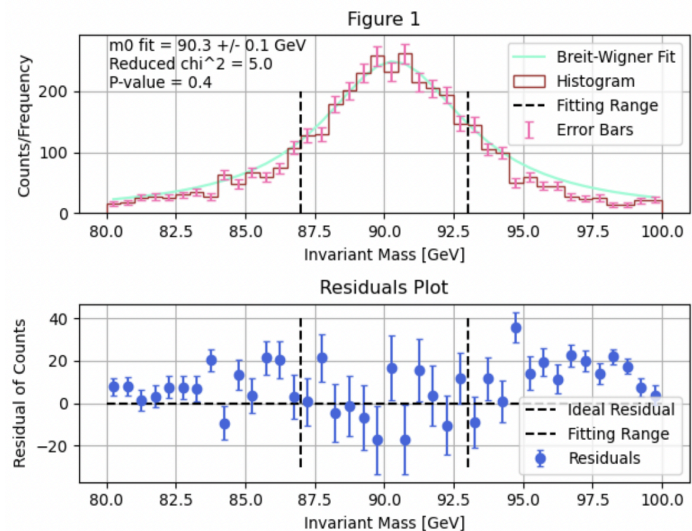 Figure 1
m0 fit = 90.3 +/- 0.1 GeV
Reduced chi^2 = 5.0
P-value = 0.4
Breit-Wigner Fit
Histogram
Fitting Range
Error Bars
Counts/Frequency
200
100
0
80.0 82.5 85.0 87.5 90.0 92.5 95.0 97.5 100.0
Invariant Mass [GeV]
Residuals Plot
Residual of Counts
40
20
0
−20
Ideal Residual
Fitting Range
Residuals
80.0 82.5 85.0 87.5 90.0 92.5 95.0 97.5 100.0
Invariant Mass [GeV]